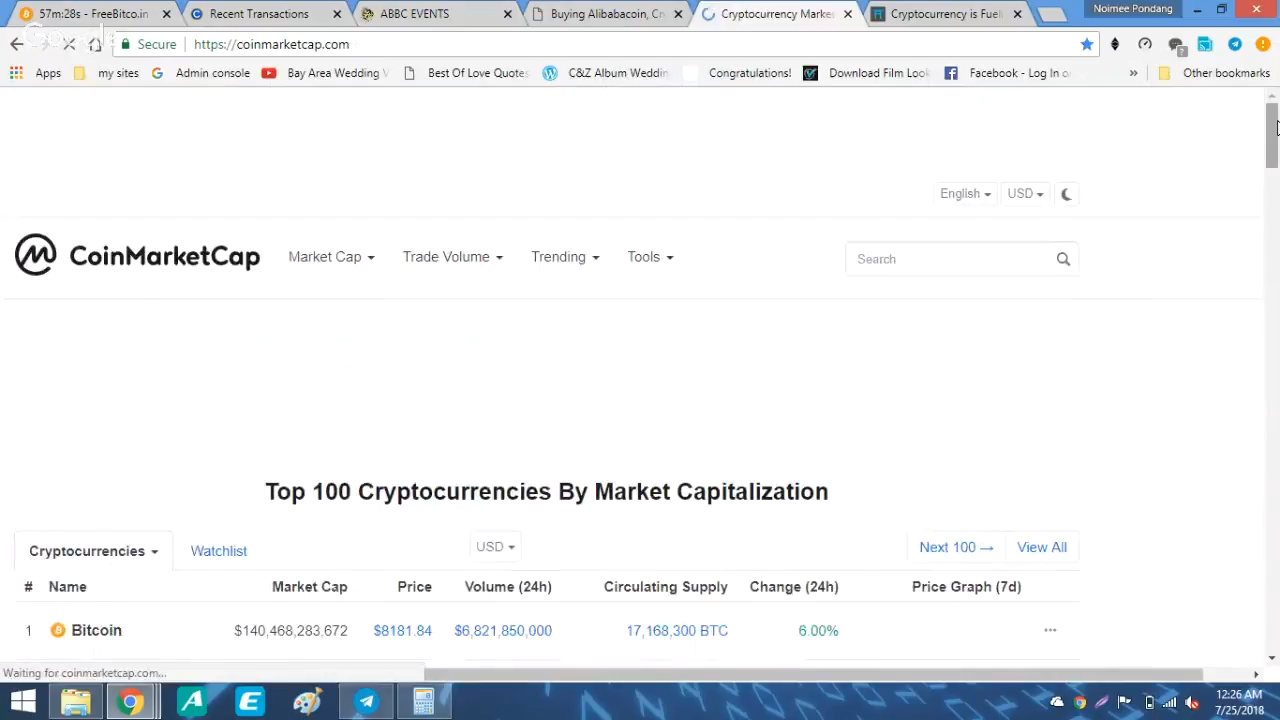 57m:28s - FreeBitco.in
Recent Transactions
ABBC EVENTS
Buying Alibabacoin, Cr
Cryptocurrency Marke
Cryptocurrency is Fuel
Noimee Pondang
Secure
https://coinmarketcap.com
Apps
my sites
Admin console
Bay Area Wedding V
Best Of Love Quotes
C&Z Album Weddin
Congratulations!
Download Film Look
Facebook - Log In o
»
Other bookmarks
English
USD
CoinMarketCap
Market Cap
Trade Volume
Trending
Tools
Search
Top 100 Cryptocurrencies By Market Capitalization
Cryptocurrencies
Watchlist
USD
Next 100 →
View All
# Name Market Cap Price Volume (24h) Circulating Supply Change (24h) Price Graph (7d)
1 Bitcoin $140,468,283,672 $8181.84 $6,821,850,000 17,168,300 BTC 6.00%
Waiting for coinmarketcap.com...
12:26 AM
7/25/2018